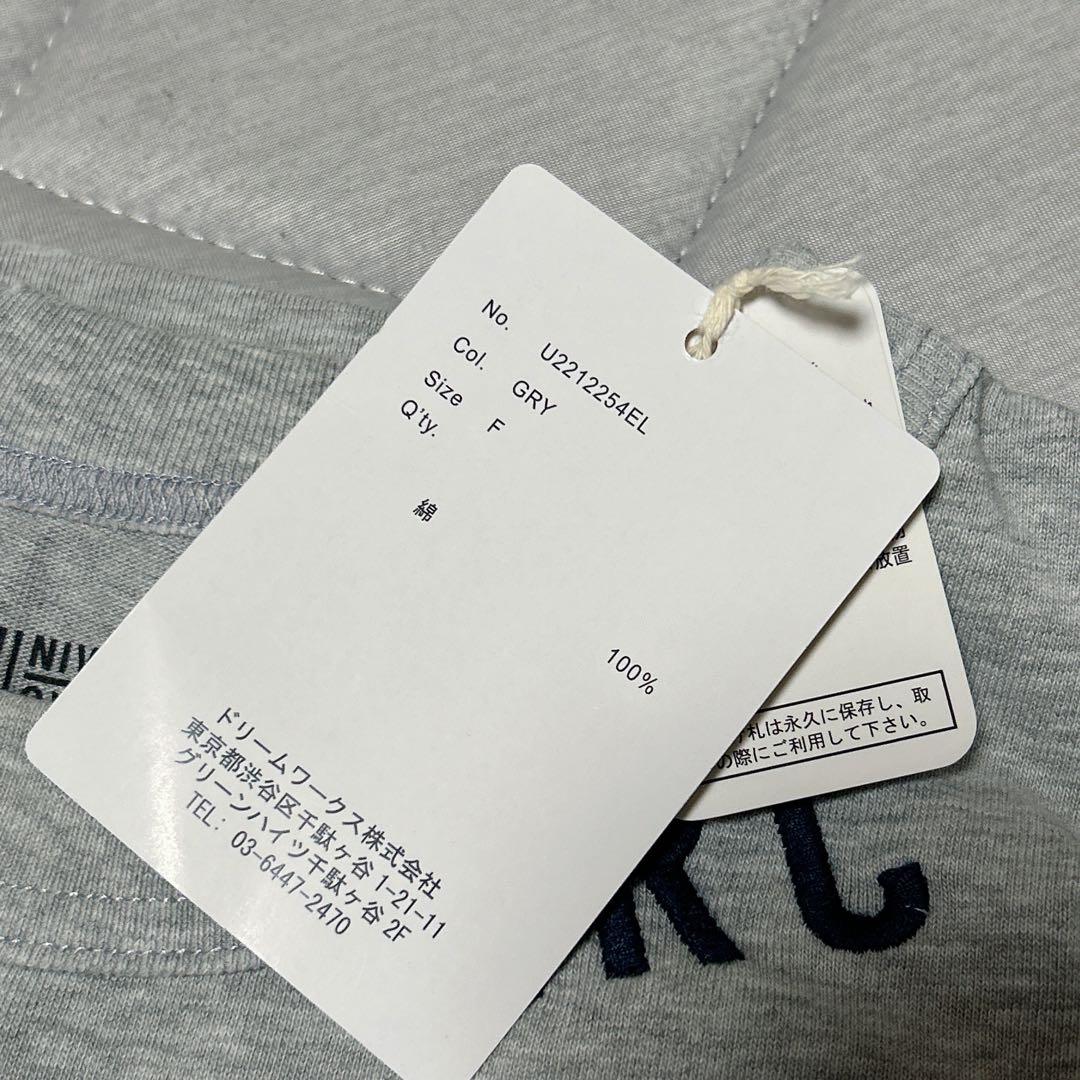 No. U2212254EL
Col. GRY
Size F
Q'ty.
綿 100%
ドリームワークス株式会社
東京都渋谷区千駄ヶ谷 1-21-11
グリーンハイツ千駄ヶ谷 2F
TEL: 03-6447-2470
放置
札は永久に保存し、取
の際にご利用して下さい。
NIV
RC